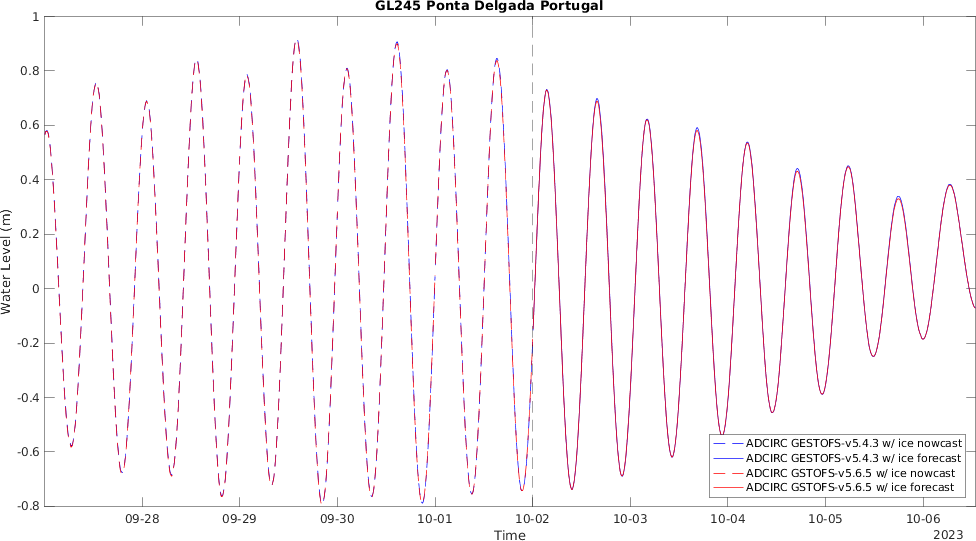 GL245 Ponta Delgada Portugal
1
0.8
0.6
0.4
0.2
0
-0.2
-0.4
-0.6
-0.8
Water Level (m)
ADCIRC GESTOFS-v5.4.3 w/ ice nowcast
ADCIRC GESTOFS-v5.4.3 w/ ice forecast
ADCIRC GSTOFS-v5.6.5 w/ ice nowcast
ADCIRC GSTOFS-v5.6.5 w/ ice forecast
09-28 09-29 09-30 10-01 10-02 10-03 10-04 10-05 10-06
Time
2023